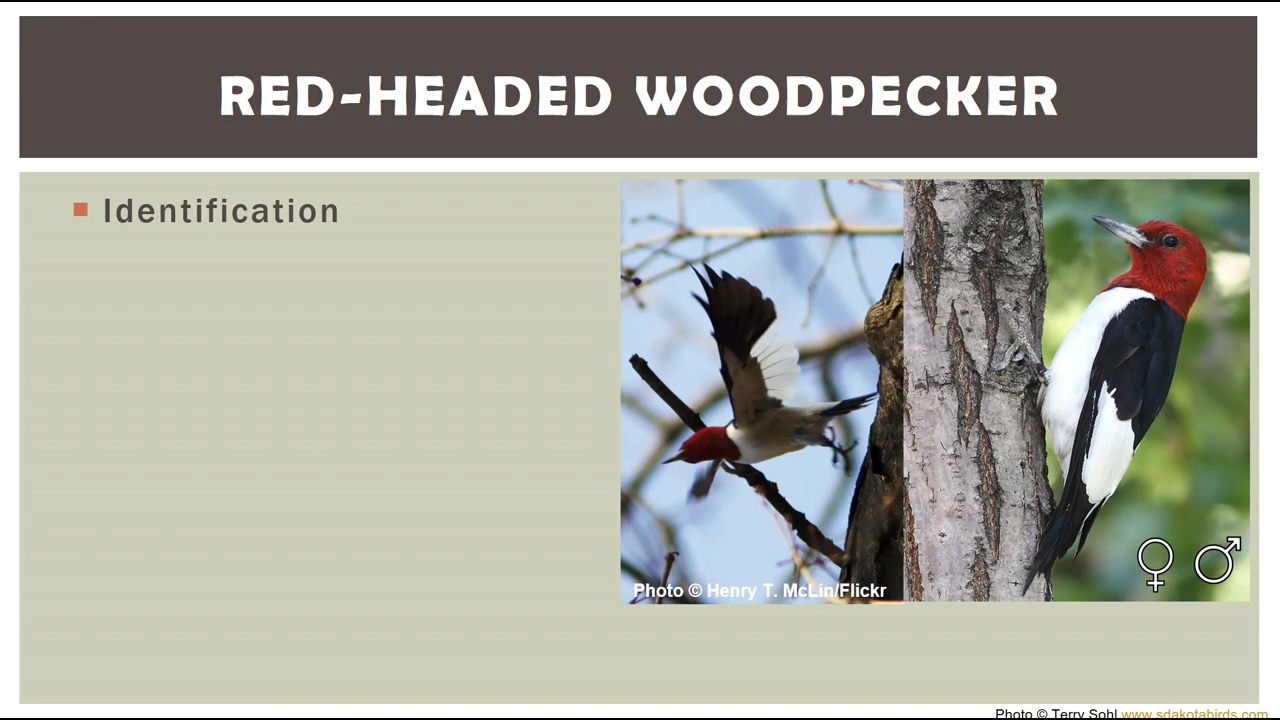 RED-HEADED WOODPECKER
Identification
Photo © Henry T. McLin/Flickr
Photo © Terry Sohl www.sdakotabirds.com